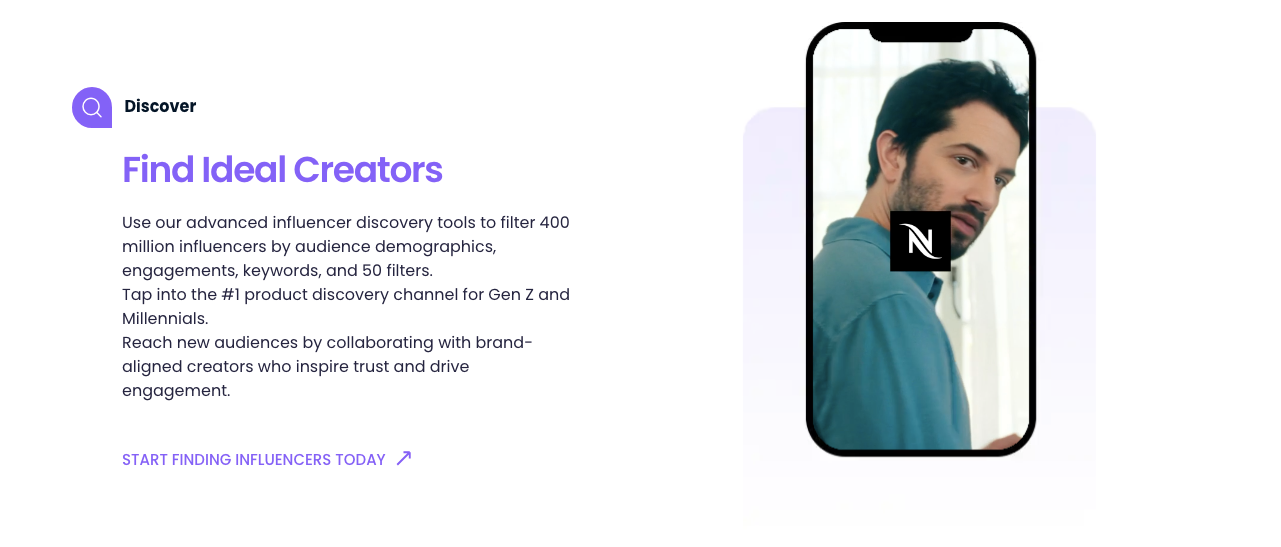 Discover
Find Ideal Creators
Use our advanced influencer discovery tools to filter 400
million influencers by audience demographics,
engagements, keywords, and 50 filters.
Tap into the #1 product discovery channel for Gen Z and
Millennials.
Reach new audiences by collaborating with brand-
aligned creators who inspire trust and drive
engagement.
START FINDING INFLUENCERS TODAY
N